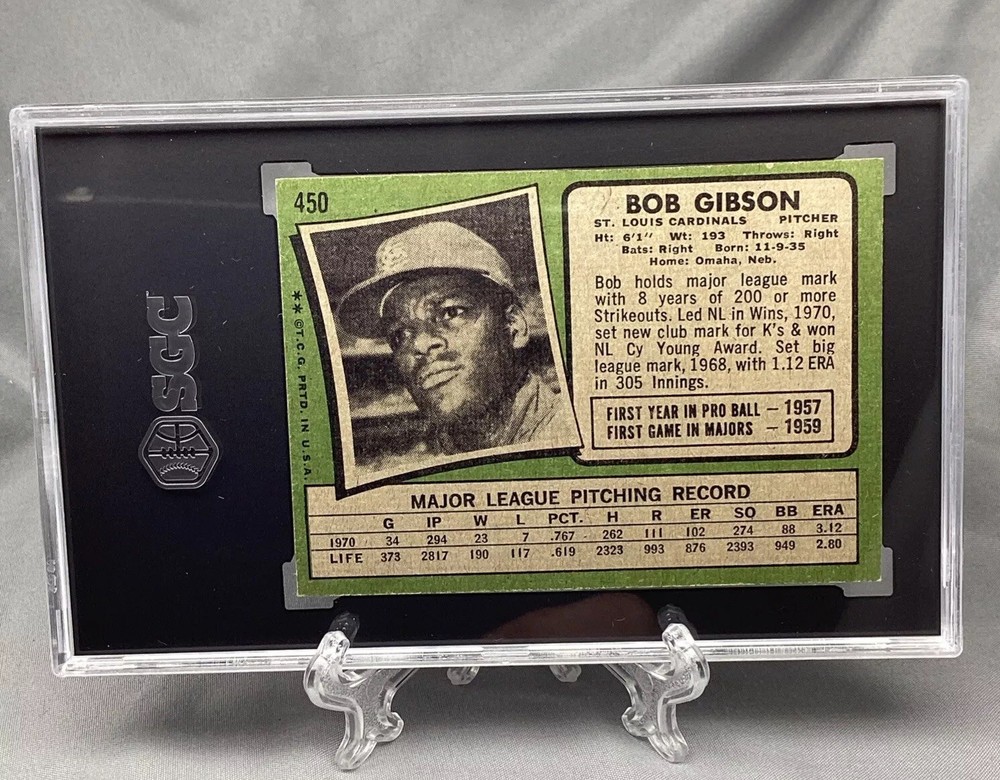 SGC
450
** ©T.C.G. PRTD. IN U.S.A.
BOB GIBSON
ST. LOUIS CARDINALS PITCHER
Ht: 6'1" Wt: 193 Throws: Right
Bats: Right Born: 11-9-35
Home: Omaha, Neb.
Bob holds major league mark
with 8 years of 200 or more
Strikeouts. Led NL in Wins, 1970,
set new club mark for K's & won
NL Cy Young Award. Set big
league mark, 1968, with 1.12 ERA
in 305 Innings.
FIRST YEAR IN PRO BALL — 1957
FIRST GAME IN MAJORS — 1959
MAJOR LEAGUE PITCHING RECORD
G IP W L PCT. H R ER SO BB ERA
1970 34 294 23 7 .767 262 111 102 274 88 3.12
LIFE 373 2817 190 117 .619 2323 993 876 2393 949 2.80